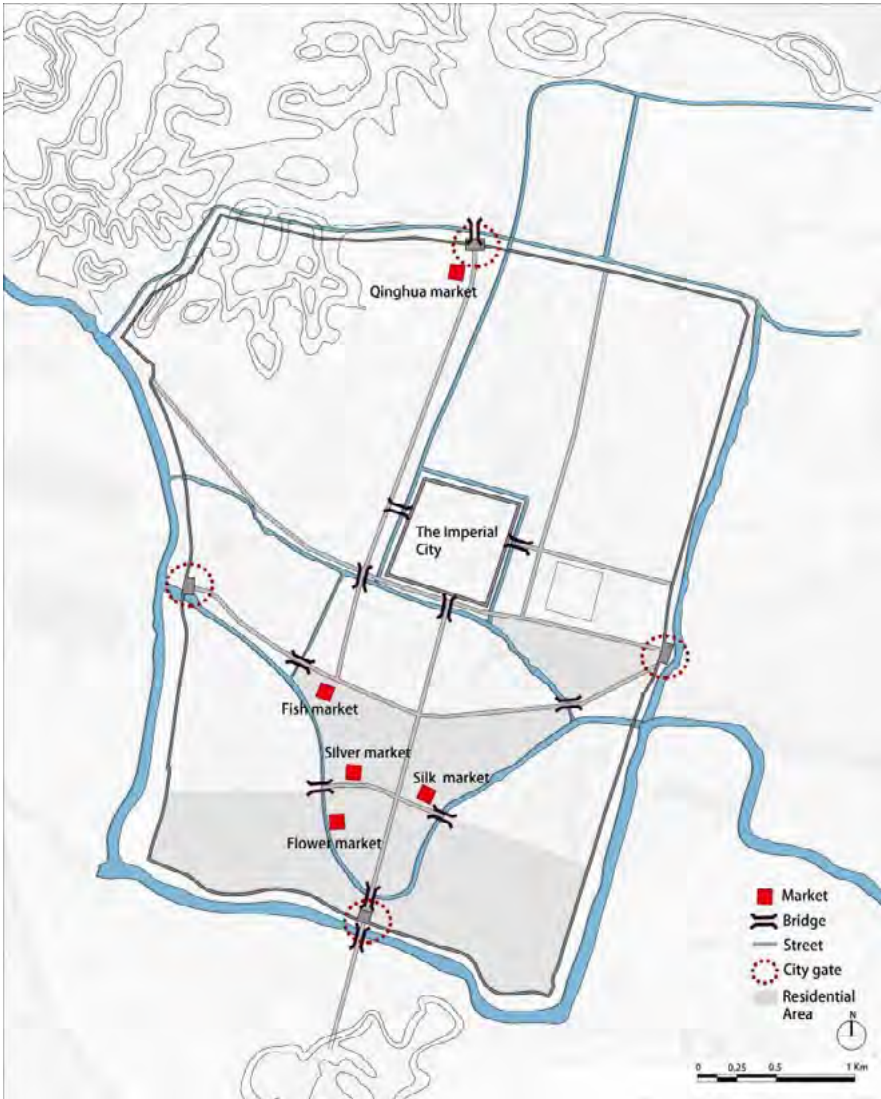 Qinghua market
The Imperial
City
Fish market
Silver market
Silk market
Flower market
Market
Bridge
Street
City gate
Residential
Area
N
0 0.25 0.5 1 Km